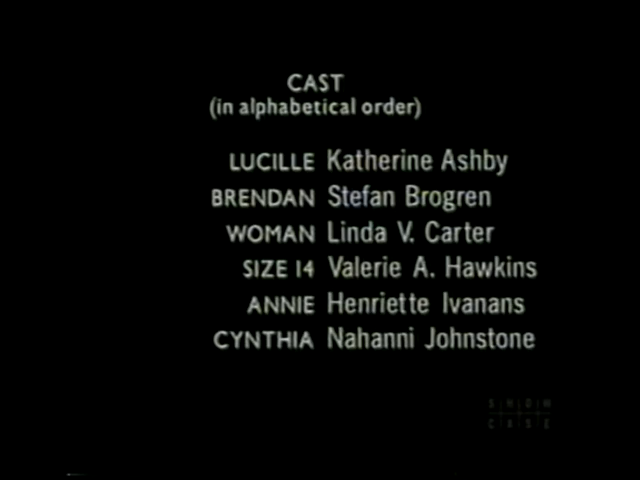 CAST
(in alphabetical order)
LUCILLE Katherine Ashby
BRENDAN Stefan Brogren
WOMAN Linda V. Carter
SIZE 14 Valerie A. Hawkins
ANNIE Henriette Ivanans
CYNTHIA Nahanni Johnstone
SHOW
CASE